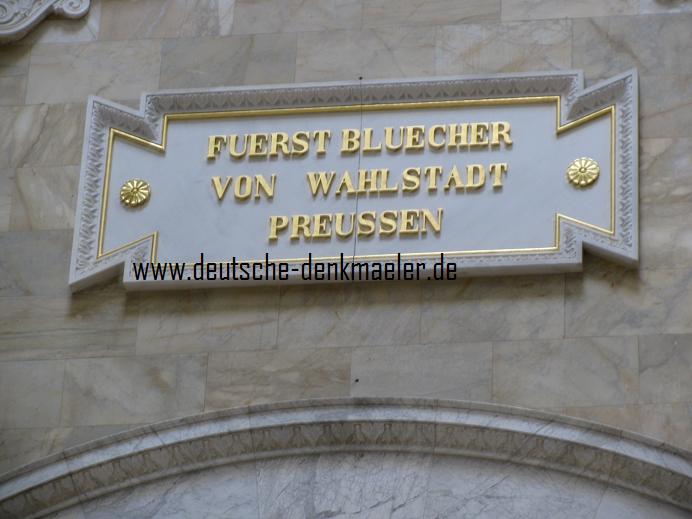 FUERST BLUECHER
VON WAHLSTADT
PREUSSEN
www.deutsche-denkmaeler.de